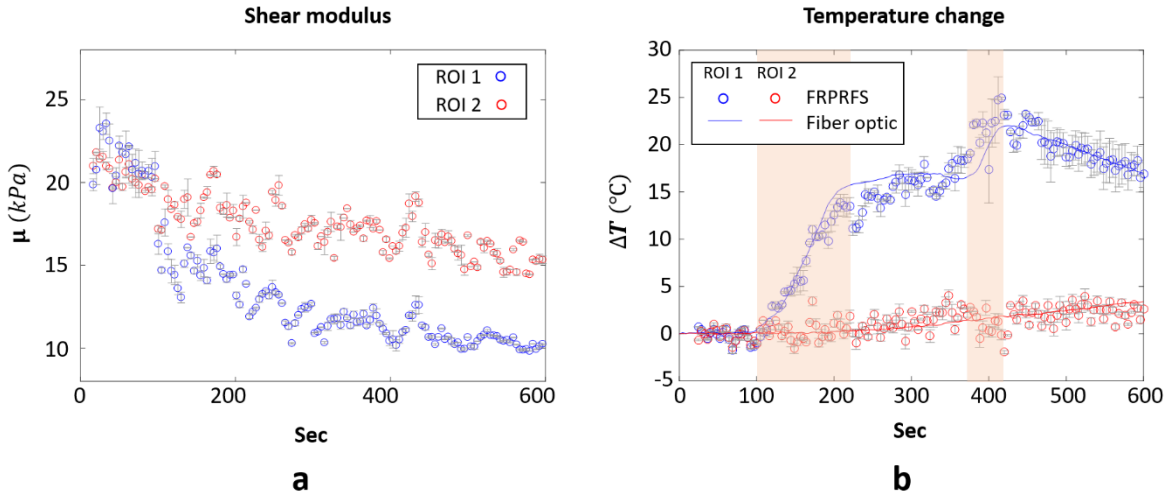 Shear modulus
25
20
15
10
μ (kPa)
0
200
400
600
Sec
ROI 1
ROI 2
a
Temperature change
30
25
20
15
10
5
0
-5
ΔT (°C)
0
100
200
300
400
500
600
Sec
ROI 1 ROI 2
FRPRFS
Fiber optic
b